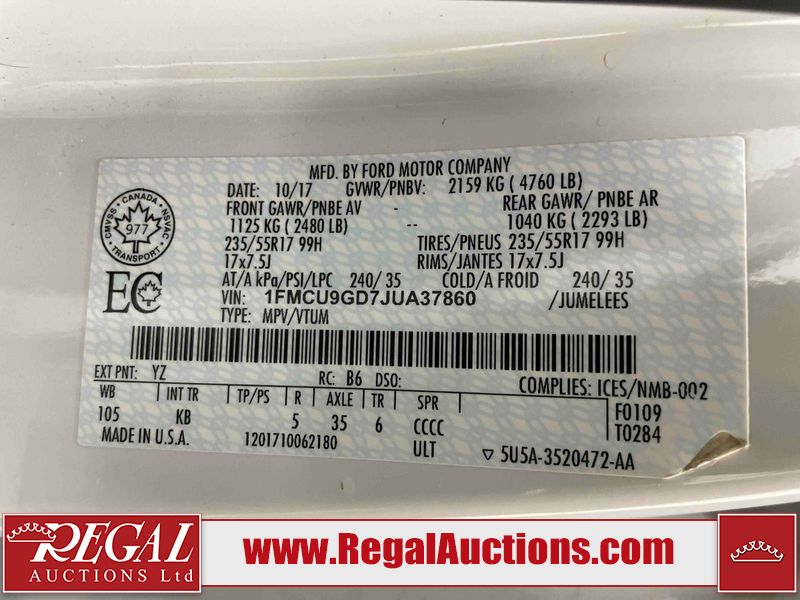 MFD. BY FORD MOTOR COMPANY
DATE: 10/17 GVWR/PNBV: 2159 KG ( 4760 LB)
FRONT GAWR/PNBE AV - REAR GAWR/ PNBE AR
1125 KG ( 2480 LB) -- 1040 KG ( 2293 LB)
235/55R17 99H TIRES/PNEUS 235/55R17 99H
17x7.5J RIMS/JANTES 17x7.5J
AT/A kPa/PSI/LPC 240/ 35 COLD/A FROID 240/ 35
VIN: 1FMCU9GD7JUA37860 /JUMELEES
TYPE: MPV/VTUM
CMVSS · CANADA · NSVAC
977
TRANSPORT
EC
EXT PNT: YZ RC: B6 DSO: COMPLIES: ICES/NMB-002
WB INT TR TP/PS R AXLE TR SPR F0109
105 KB 5 35 6 CCCC T0284
MADE IN U.S.A. 1201710062180 ULT ▽ 5U5A-3520472-AA
REGAL
AUCTIONS Ltd
www.RegalAuctions.com